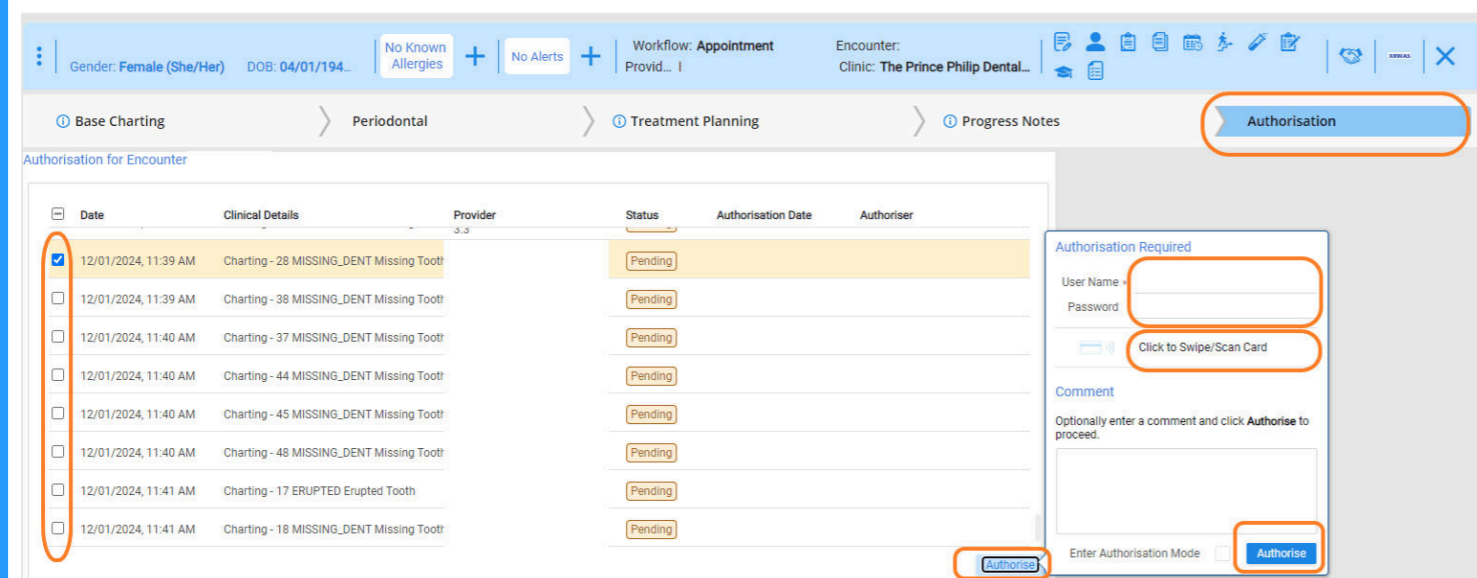 No Known
Allergies
No Alerts
Workflow: Appointment
Encounter:
Gender: Female (She/Her)
DOB: 04/01/194...
Provid... I
Clinic: The Prince Philip Dental...
Base Charting
Periodontal
Treatment Planning
Progress Notes
Authorisation
Authorisation for Encounter
Date Clinical Details Provider Status Authorisation Date Authoriser
3.3
12/01/2024, 11:39 AM Charting - 28 MISSING_DENT Missing Tooth Pending
12/01/2024, 11:39 AM Charting - 38 MISSING_DENT Missing Tooth Pending
12/01/2024, 11:40 AM Charting - 37 MISSING_DENT Missing Tooth Pending
12/01/2024, 11:40 AM Charting - 44 MISSING_DENT Missing Tooth Pending
12/01/2024, 11:40 AM Charting - 45 MISSING_DENT Missing Tooth Pending
12/01/2024, 11:40 AM Charting - 48 MISSING_DENT Missing Tooth Pending
12/01/2024, 11:41 AM Charting - 17 ERUPTED Erupted Tooth Pending
12/01/2024, 11:41 AM Charting - 18 MISSING_DENT Missing Tooth Pending
Authorise
Authorisation Required
User Name *
Password
Click to Swipe/Scan Card
Comment
Optionally enter a comment and click Authorise to
proceed.
Enter Authorisation Mode
Authorise